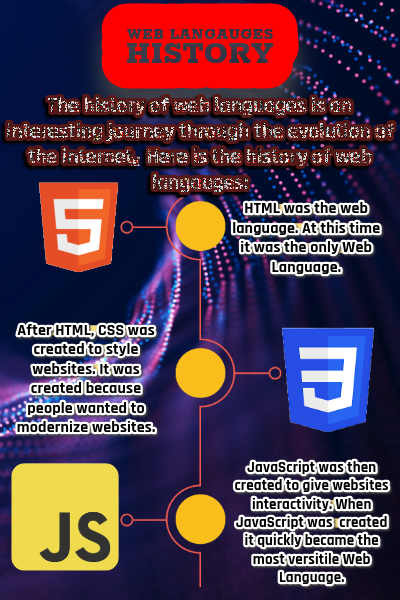 WEB LANGAUGES
HISTORY
The history of web languages is an
interesting journey through the evolution of
the internet, Here is the history of web
langauges:
5
HTML was the web
language. At this time
it was the only Web
Language.
After HTML, CSS was
created to style
websites. It was
created because
people wanted to
modernize websites.
3
JavaScript was then
created to give websites
interactivity. When
JavaScript was created
it quickly became the
most versitile Web
Language.
JS